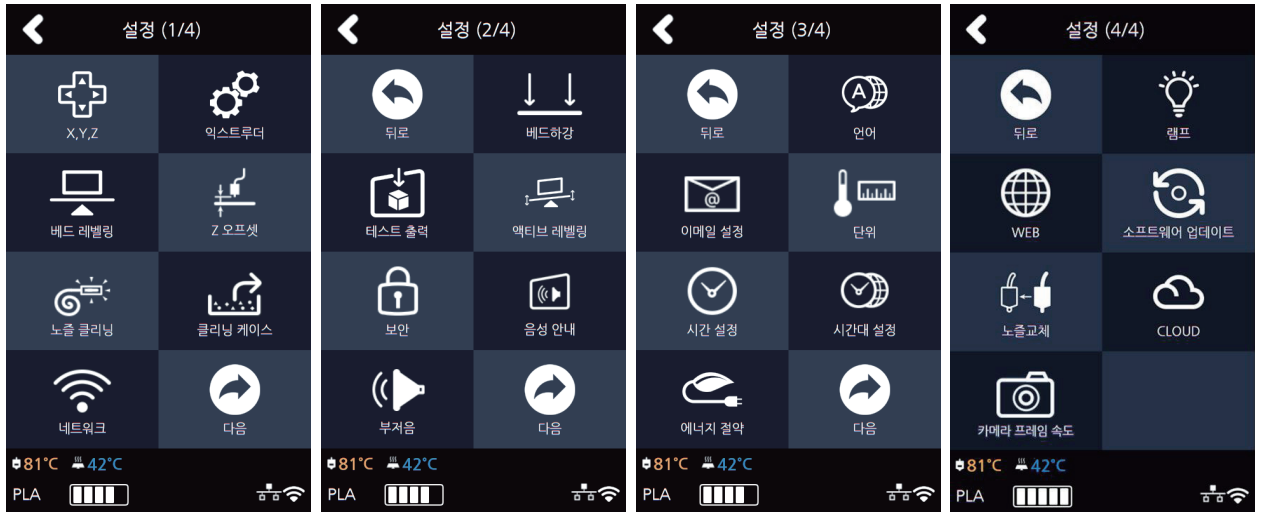 설정 (1/4)
X,Y,Z
익스트루더
베드 레벨링
Z 오프셋
노즐 클리닝
클리닝 케이스
네트워크
다음
81°C 42°C
PLA
설정 (2/4)
뒤로
베드하강
테스트 출력
액티브 레벨링
보안
음성 안내
부저음
다음
81°C 42°C
PLA
설정 (3/4)
뒤로
A
언어
@
이메일 설정
단위
시간 설정
시간대 설정
에너지 절약
다음
81°C 42°C
PLA
설정 (4/4)
뒤로
램프
WEB
소프트웨어 업데이트
노즐교체
CLOUD
카메라 프레임 속도
81°C 42°C
PLA